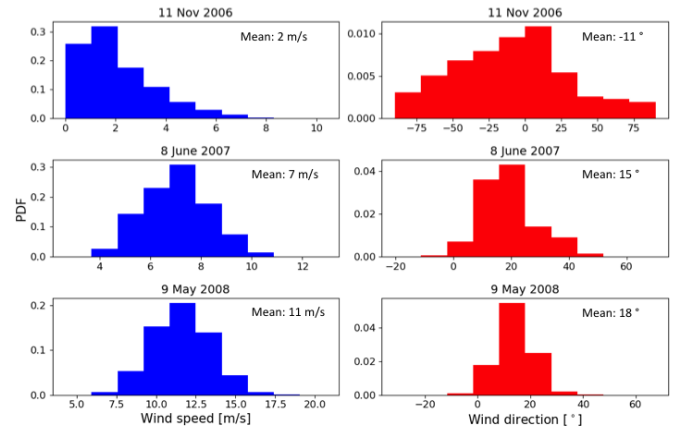 11 Nov 2006
Mean: 2 m/s
0.3
0.2
0.1
0.0
0 2 4 6 8 10
11 Nov 2006
Mean: -11 °
0.010
0.005
0.000
−75 −50 −25 0 25 50 75
8 June 2007
Mean: 7 m/s
0.3
0.2
0.1
0.0
4 6 8 10 12
PDF
8 June 2007
Mean: 15 °
0.04
0.02
0.00
−20 0 20 40 60
9 May 2008
Mean: 11 m/s
0.2
0.1
0.0
5.0 7.5 10.0 12.5 15.0 17.5 20.0
Wind speed [m/s]
9 May 2008
Mean: 18 °
0.04
0.02
0.00
−20 0 20 40 60
Wind direction [°]